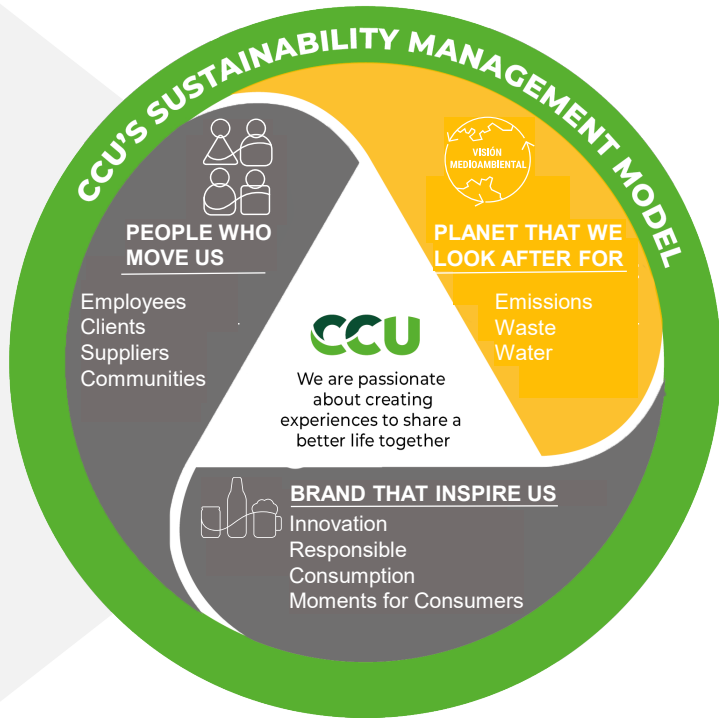 CCU'S SUSTAINABILITY MANAGEMENT MODEL
PEOPLE WHO
MOVE US
Employees
Clients
Suppliers
Communities
VISIÓN
MEDIOAMBIENTAL
PLANET THAT WE
LOOK AFTER FOR
Emissions
Waste
Water
CCU
We are passionate
about creating
experiences to share a
better life together
BRAND THAT INSPIRE US
Innovation
Responsible
Consumption
Moments for Consumers